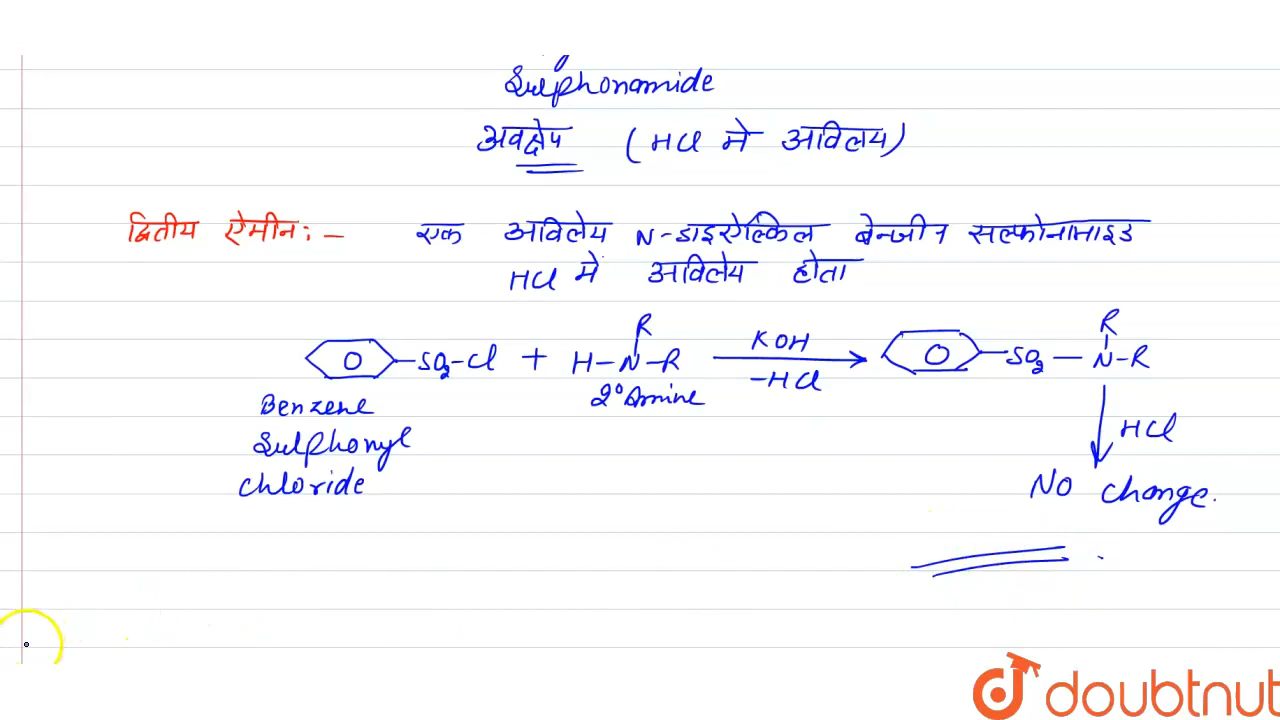 Sulphonamide
अवक्षेप (HCl में अविलय)
द्वितीय ऐमीन :- एक अविलेय N-डाइऐल्किल बेन्जीन सल्फोनामाइड
HCl में अविलेय होता
O -SO2-Cl + H-N-R KOH -HCl O -SO2-N-R
R R
Benzene 2° Amine
Sulphonyl HCl
chloride No change.
doubtnut